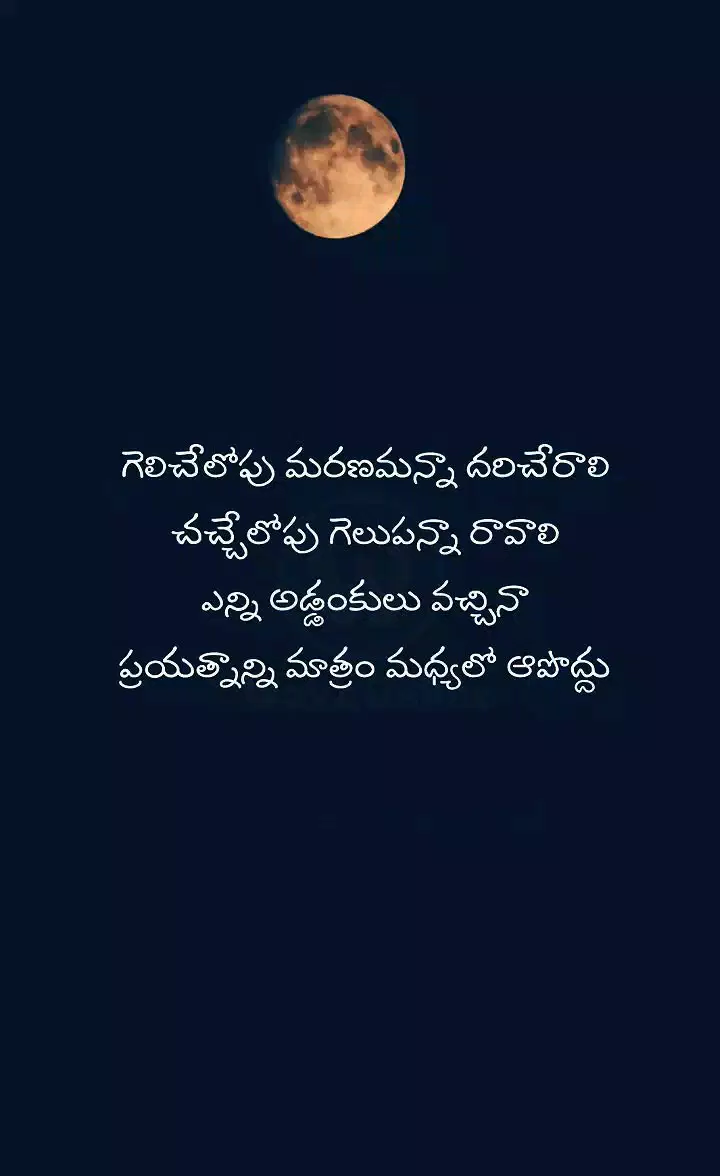 గెలిచేలోపు మరణమన్నా దరిచేరాలి
చచ్చేలోపు గెలుపన్నా రావాలి
ఎన్ని అడ్డంకులు వచ్చినా
ప్రయత్నాన్ని మాత్రం మధ్యలో ఆపొద్దు